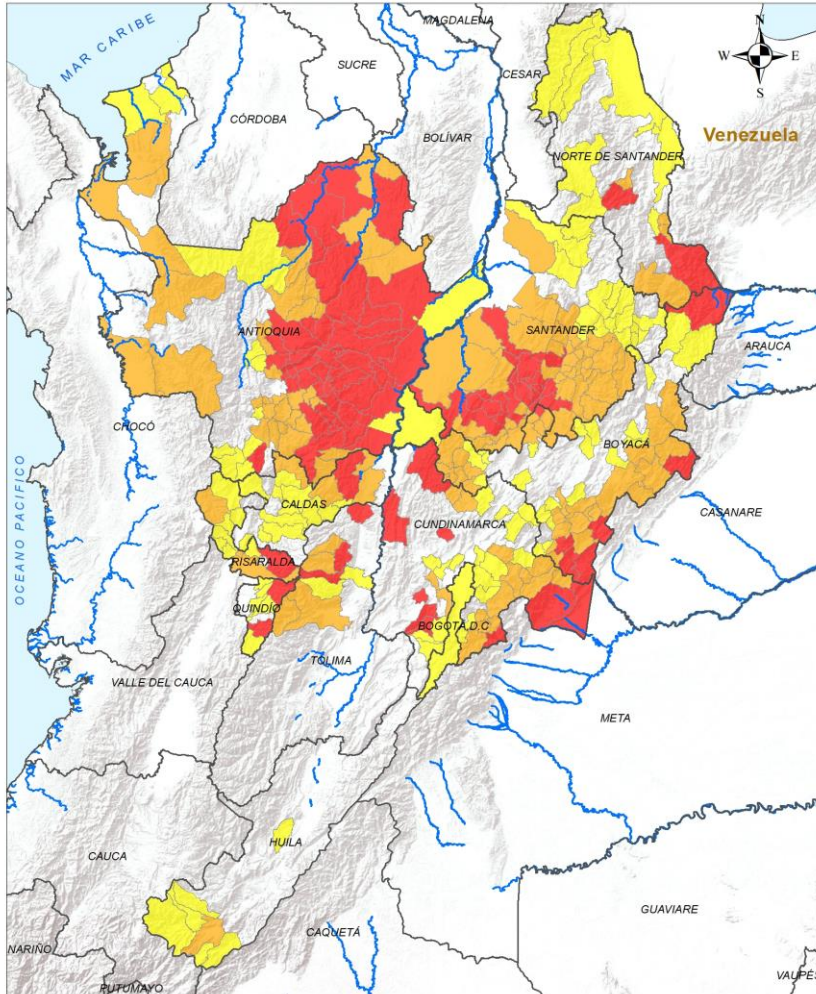 MAGDALENA
N
MAR CARIBE
SUCRE
CESAR
W
E
S
CÓRDOBA
BOLÍVAR
Venezuela
NORTE DE SANTANDER
ANTIOQUIA
SANTANDER
ARAUCA
CHOCÓ
BOYACÁ
CALDAS
CASANARE
CUNDINAMARCA
OCEANO PACIFICO
RISARALDA
QUINDÍO
BOGOTÁ, D.C
TOLIMA
VALLE DEL CAUCA
META
HUILA
CAUCA
GUAVIARE
CAQUETÁ
NARIÑO
VAUPÉS
PUTUMAYO